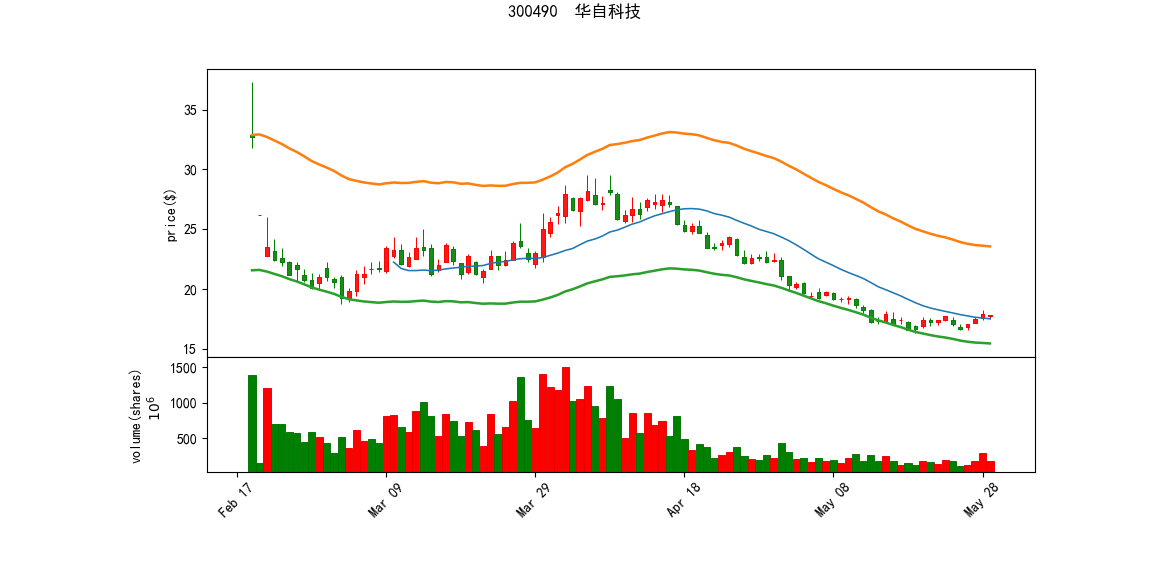 300490 华自科技
price($)
35
30
25
20
15
volume(shares)
10^6
1500
1000
500
Feb 17
Mar 09
Mar 29
Apr 18
May 08
May 28